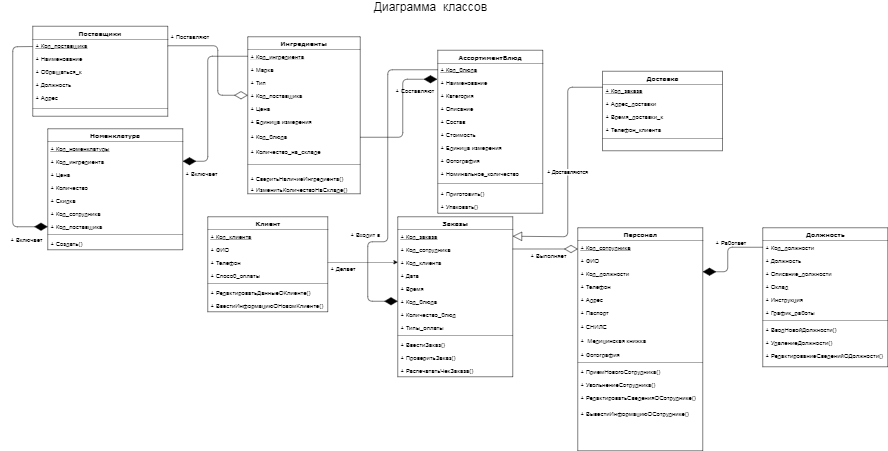 Диаграмма классов
Поставщики
+ Код_поставщика
+ Наименование
+ Обращаться_к
+ Должность
+ Адрес
+ Поставляют
Ингредиенты
+ Код_ингредиента
+ Марка
+ Тип
+ Код_поставщика
+ Цена
+ Единица измерения
+ Код_блюда
+ Количество_на_складе
+ СверитьНаличиеИнгредиента()
+ ИзменитьКоличествоНаСкладе()
+ Составляют
АссортиментБлюд
+ Код_блюда
+ Наименование
+ Категория
+ Описание
+ Состав
+ Стоимость
+ Единица измерения
+ Фотография
+ Номинальное_количество
+ Приготовить()
+ Упаковать()
Доставка
+ Код_заказа
+ Адрес_доставки
+ Время_доставки_к
+ Телефон_клиента
+ Доставляются
Номенклатура
+ Код_номенклатуры
+ Код_ингредиента
+ Цена
+ Количество
+ Скидка
+ Код_сотрудника
+ Код_поставщика
+ Создать()
+ Включает
+ Включает
Клиент
+ Код_клиента
+ ФИО
+ Телефон
+ Способ_оплаты
+ РедактироватьДанныеОКлиенте()
+ ВвестиИнформациюОНовомКлиенте()
+ Делает
+ Входит в
Заказы
+ Код_заказа
+ Код_сотрудника
+ Код_клиента
+ Дата
+ Время
+ Код_блюда
+ Количество_блюд
+ Типы_оплаты
+ ВвестиЗаказ()
+ ПроверитьЗаказ()
+ РаспечататьЧекЗаказа()
+ Выполняет
Персонал
+ Код_сотрудника
+ ФИО
+ Код_должности
+ Телефон
+ Адрес
+ Паспорт
+ СНИЛС
+ Медицинская книжка
+ Фотография
+ ПриемНовогоСотрудника()
+ УвольнениеСотрудника()
+ РедактироватьСведенияОСотруднике()
+ ВывестиИнформациюОСотруднике()
+ Работает
Должность
+ Код_должности
+ Должность
+ Описание_должности
+ Оклад
+ Инструкция
+ График_работы
+ ВводНовойДолжности()
+ УдалениеДолжности()
+ РедактированиеСведенийОДолжности()